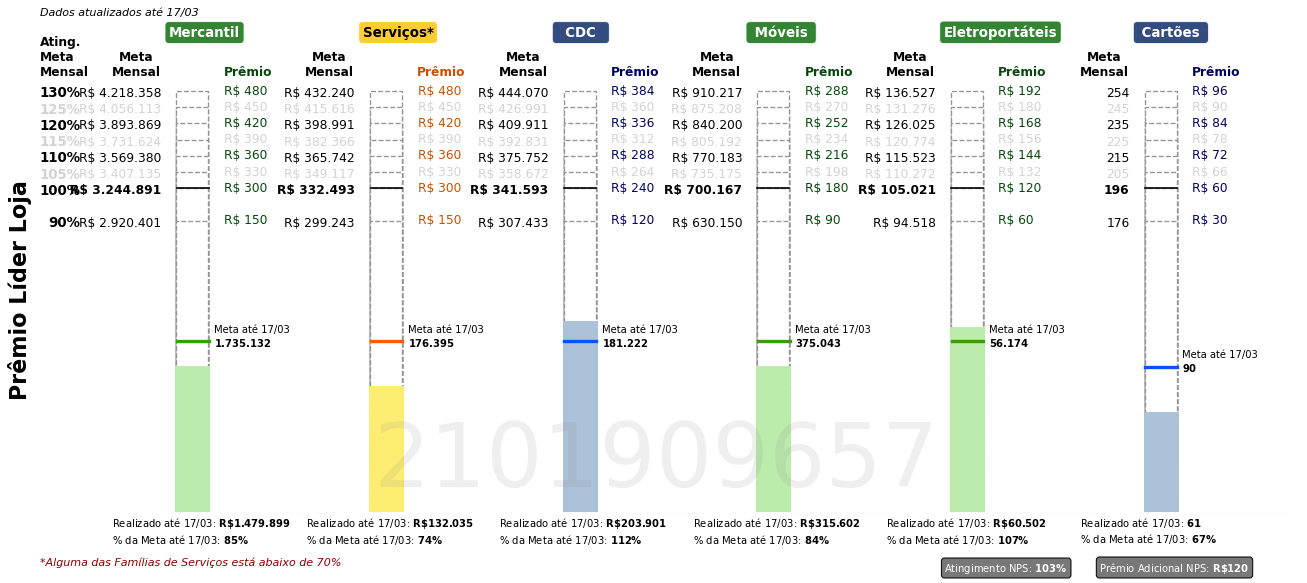 Dados atualizados até 17/03
Mercantil Serviços* CDC Móveis Eletroportáteis Cartões
Ating. Meta Mensal
Meta Mensal Prêmio Meta Mensal Prêmio Meta Mensal Prêmio Meta Mensal Prêmio Meta Mensal Prêmio Meta Mensal Prêmio
130% R$ 4.218.358 R$ 480 R$ 432.240 R$ 480 R$ 444.070 R$ 384 R$ 910.217 R$ 288 R$ 136.527 R$ 192 254 R$ 96
125% R$ 4.056.113 R$ 450 R$ 415.616 R$ 450 R$ 426.991 R$ 360 R$ 875.208 R$ 270 R$ 131.276 R$ 180 245 R$ 90
120% R$ 3.893.869 R$ 420 R$ 398.991 R$ 420 R$ 409.911 R$ 336 R$ 840.200 R$ 252 R$ 126.025 R$ 168 235 R$ 84
115% R$ 3.731.624 R$ 390 R$ 382.366 R$ 390 R$ 392.831 R$ 312 R$ 805.192 R$ 234 R$ 120.774 R$ 156 225 R$ 78
110% R$ 3.569.380 R$ 360 R$ 365.742 R$ 360 R$ 375.752 R$ 288 R$ 770.183 R$ 216 R$ 115.523 R$ 144 215 R$ 72
105% R$ 3.407.135 R$ 330 R$ 349.117 R$ 330 R$ 358.672 R$ 264 R$ 735.175 R$ 198 R$ 110.272 R$ 132 205 R$ 66
100% R$ 3.244.891 R$ 300 R$ 332.493 R$ 300 R$ 341.593 R$ 240 R$ 700.167 R$ 180 R$ 105.021 R$ 120 196 R$ 60
90% R$ 2.920.401 R$ 150 R$ 299.243 R$ 150 R$ 307.433 R$ 120 R$ 630.150 R$ 90 R$ 94.518 R$ 60 176 R$ 30
Prêmio Líder Loja
Meta até 17/03 Meta até 17/03 Meta até 17/03 Meta até 17/03 Meta até 17/03 Meta até 17/03
1.735.132 176.395 181.222 375.043 56.174 90
2101909657
Realizado até 17/03: R$1.479.899 Realizado até 17/03: R$132.035 Realizado até 17/03: R$203.901 Realizado até 17/03: R$315.602 Realizado até 17/03: R$60.502 Realizado até 17/03: 61
% da Meta até 17/03: 85% % da Meta até 17/03: 74% % da Meta até 17/03: 112% % da Meta até 17/03: 84% % da Meta até 17/03: 107% % da Meta até 17/03: 67%
*Alguma das Famílias de Serviços está abaixo de 70%
Atingimento NPS: 103% Prêmio Adicional NPS: R$120